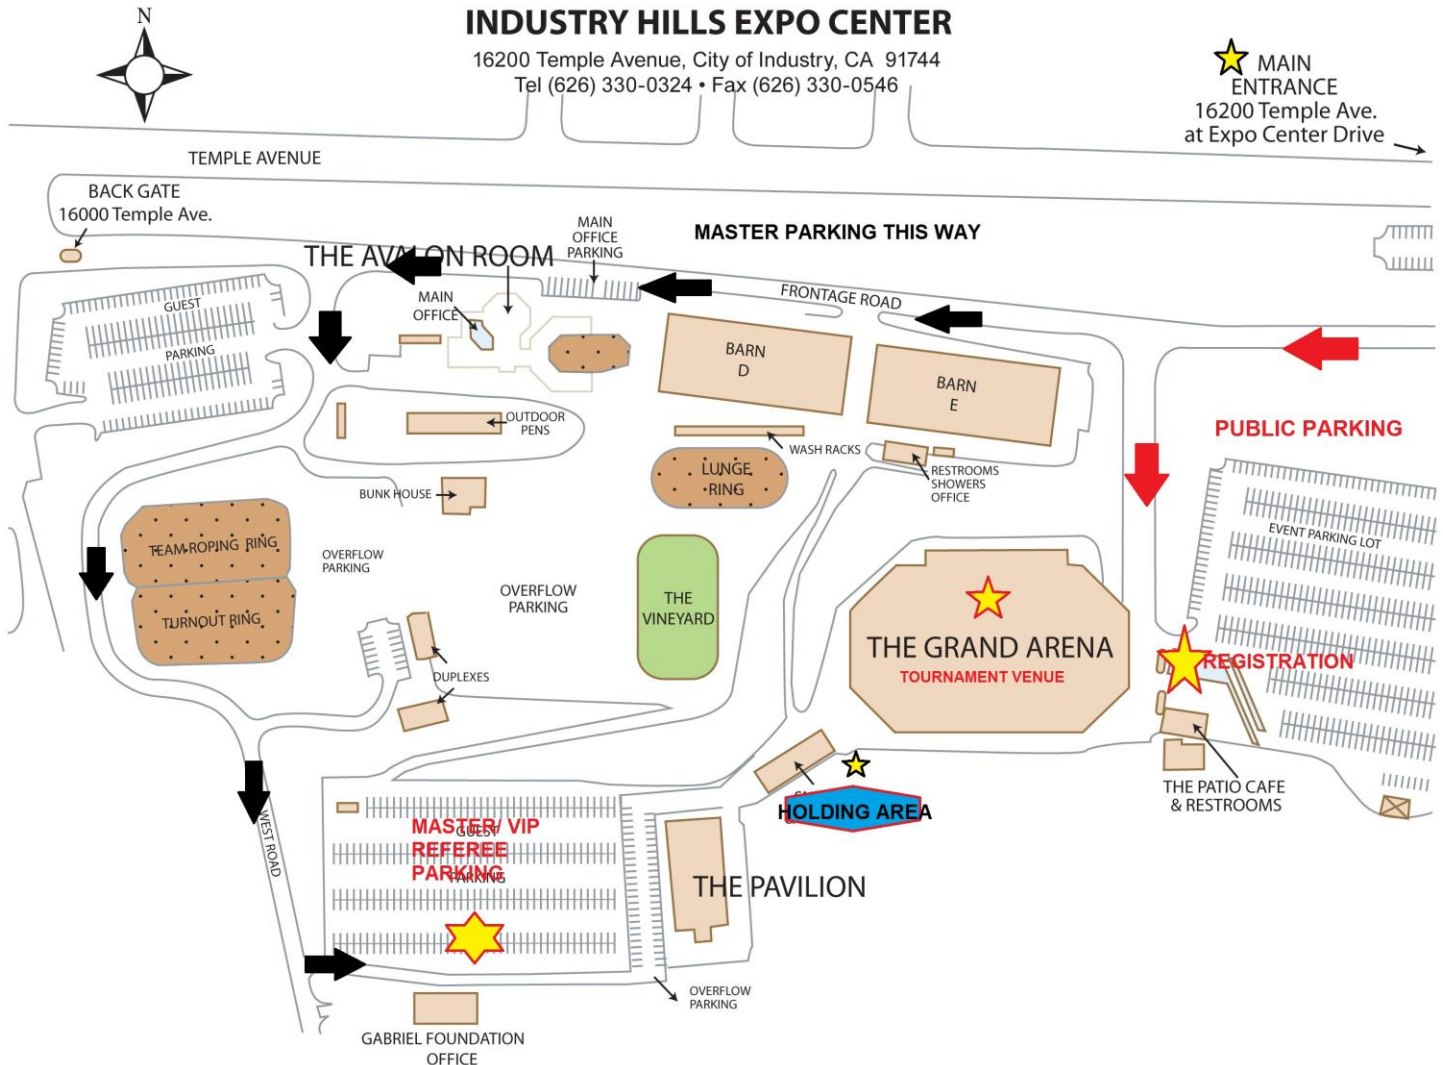 N
INDUSTRY HILLS EXPO CENTER
16200 Temple Avenue, City of Industry, CA 91744
Tel (626) 330-0324 • Fax (626) 330-0546
MAIN
ENTRANCE
16200 Temple Ave.
at Expo Center Drive
TEMPLE AVENUE
BACK GATE
16000 Temple Ave.
MAIN
OFFICE
PARKING
MASTER PARKING THIS WAY
THE AVALON ROOM
MAIN
OFFICE
FRONTAGE ROAD
GUEST
PARKING
BARN
D
BARN
E
OUTDOOR
PENS
PUBLIC PARKING
WASH RACKS
LUNGE
RING
RESTROOMS
SHOWERS
OFFICE
BUNK HOUSE
EVENT PARKING LOT
TEAM ROPING RING
OVERFLOW
PARKING
OVERFLOW
PARKING
THE
VINEYARD
TURNOUT RING
THE GRAND ARENA
TOURNAMENT VENUE
REGISTRATION
DUPLEXES
THE PATIO CAFE
& RESTROOMS
HOLDING AREA
WEST ROAD
MASTER/ VIP
REFEREE
PARKING
GUEST
PARKING
THE PAVILION
OVERFLOW
PARKING
GABRIEL FOUNDATION
OFFICE